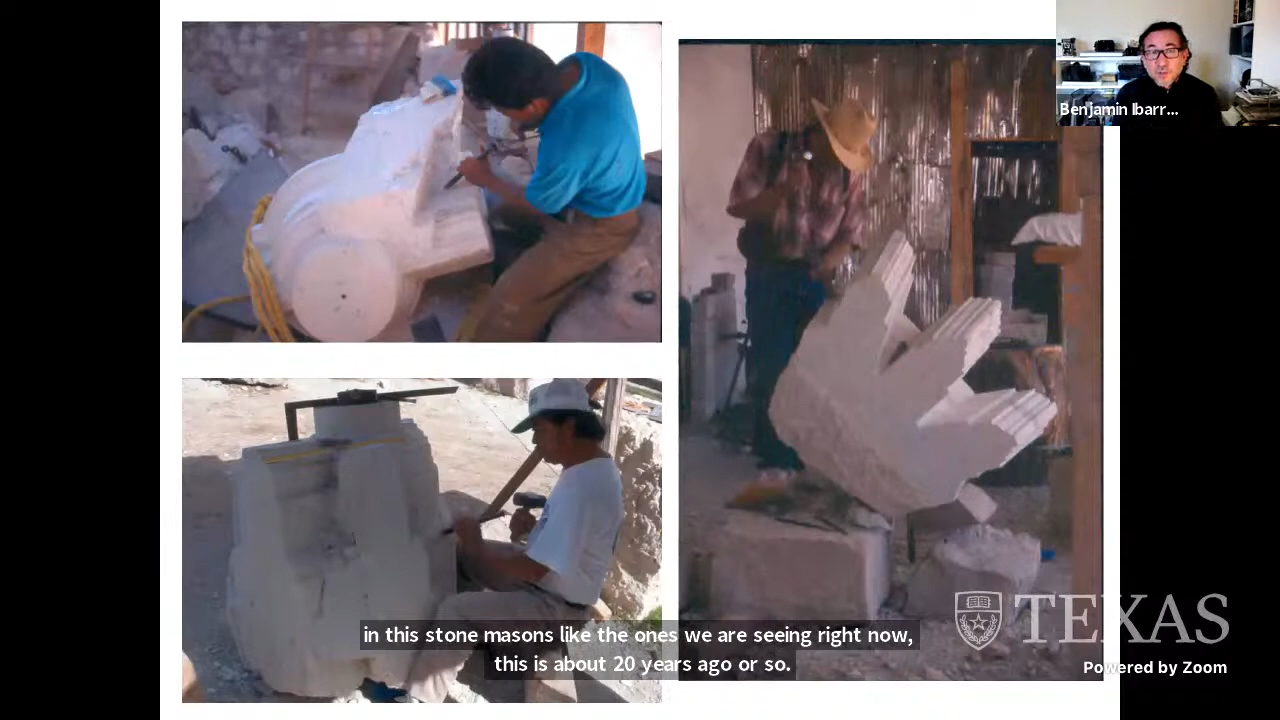 Benjamin Ibarr...
in this stone masons like the ones we are seeing right now,
this is about 20 years ago or so.
TEXAS
Powered by Zoom